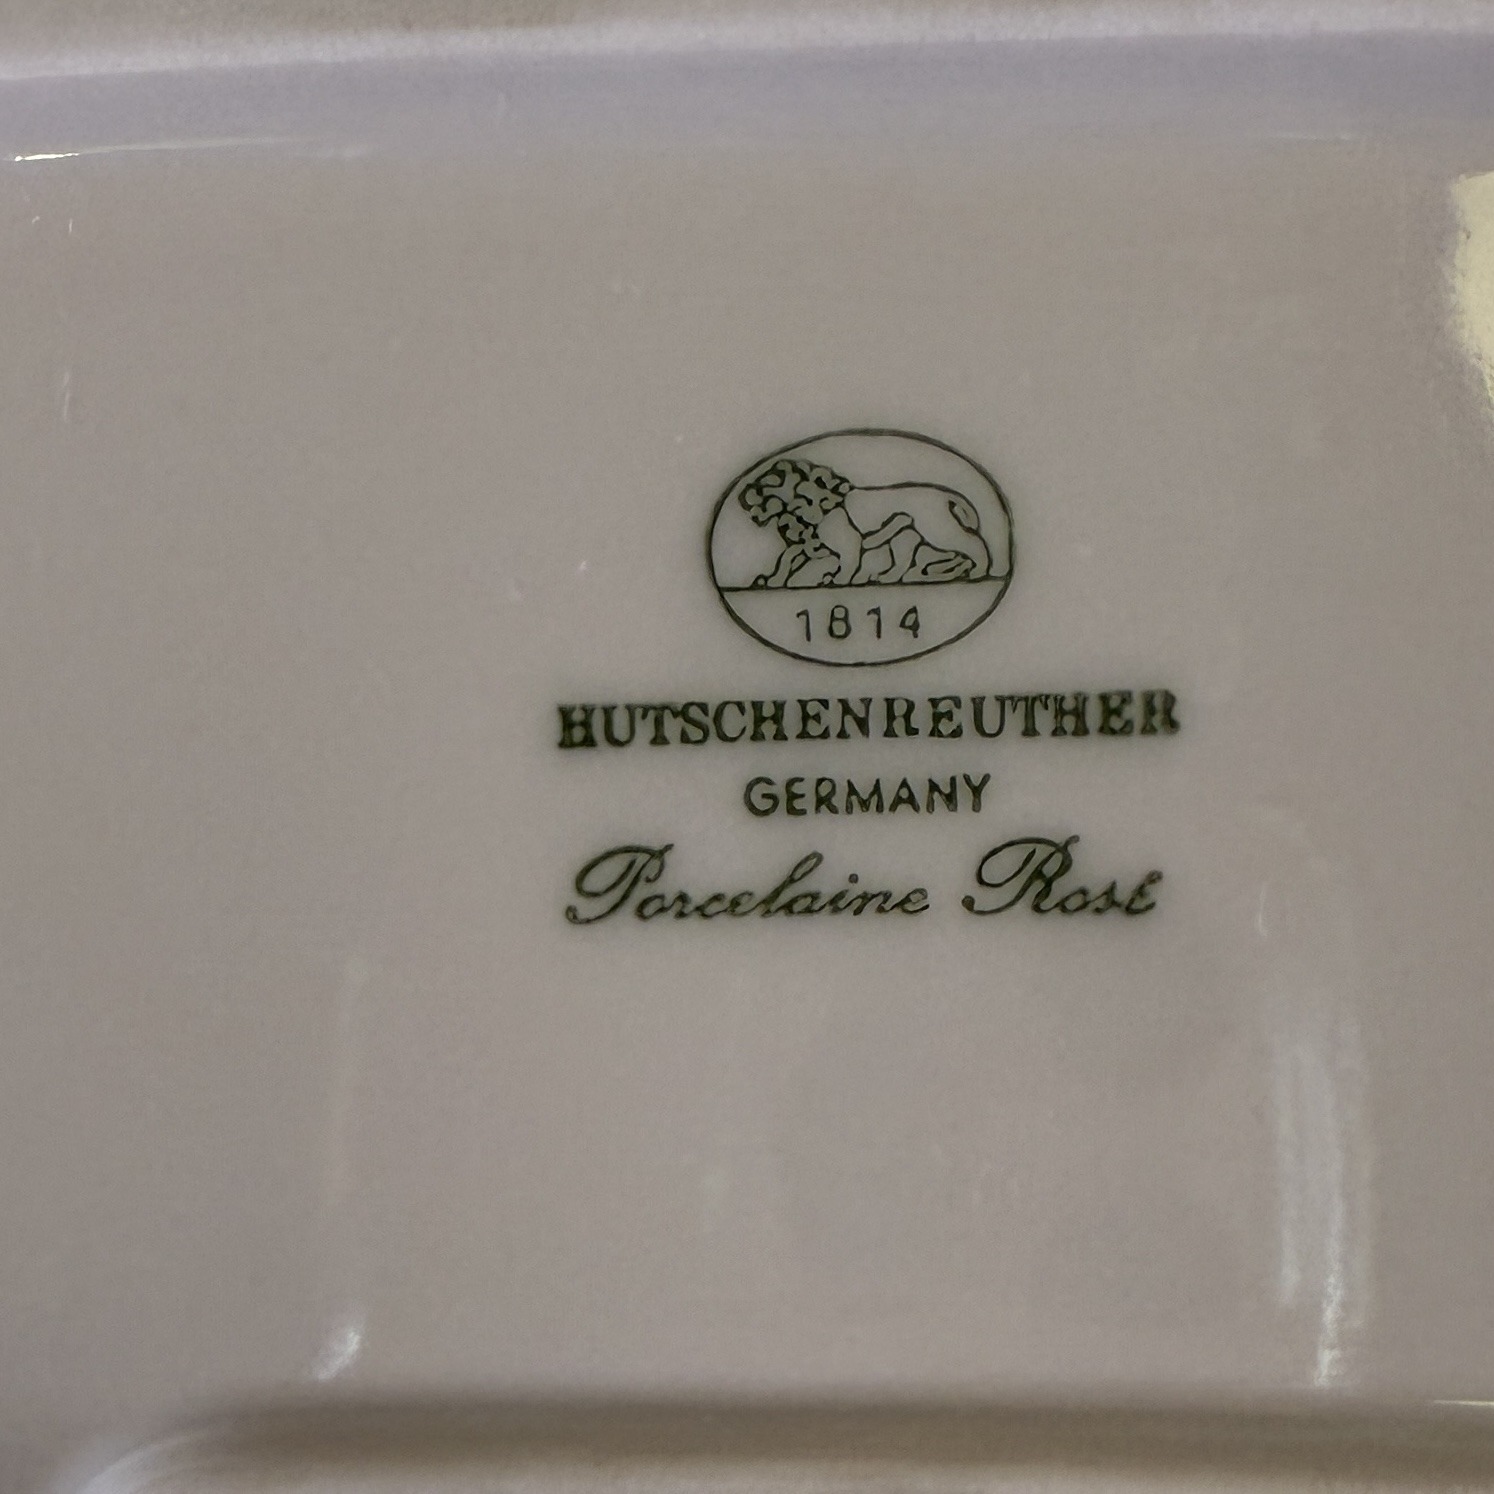 1814
HUTSCHENREUTHER
GERMANY
Porcelaine Rosé